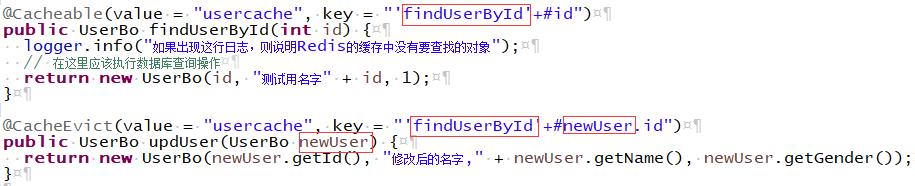 @Cacheable(value = "usercache", key = "'findUserById'+#id")
public UserBo findUserById(int id) {
logger.info("如果出现这行日志，则说明Redis的缓存中没有要查找的对象");
// 在这里应该执行数据库查询操作
return new UserBo(id, "测试用名字" + id, 1);
}
@CacheEvict(value = "usercache", key = "'findUserById'+#newUser.id")
public UserBo updUser(UserBo newUser) {
return new UserBo(newUser.getId(), "修改后的名字," + newUser.getName(), newUser.getGender());
}